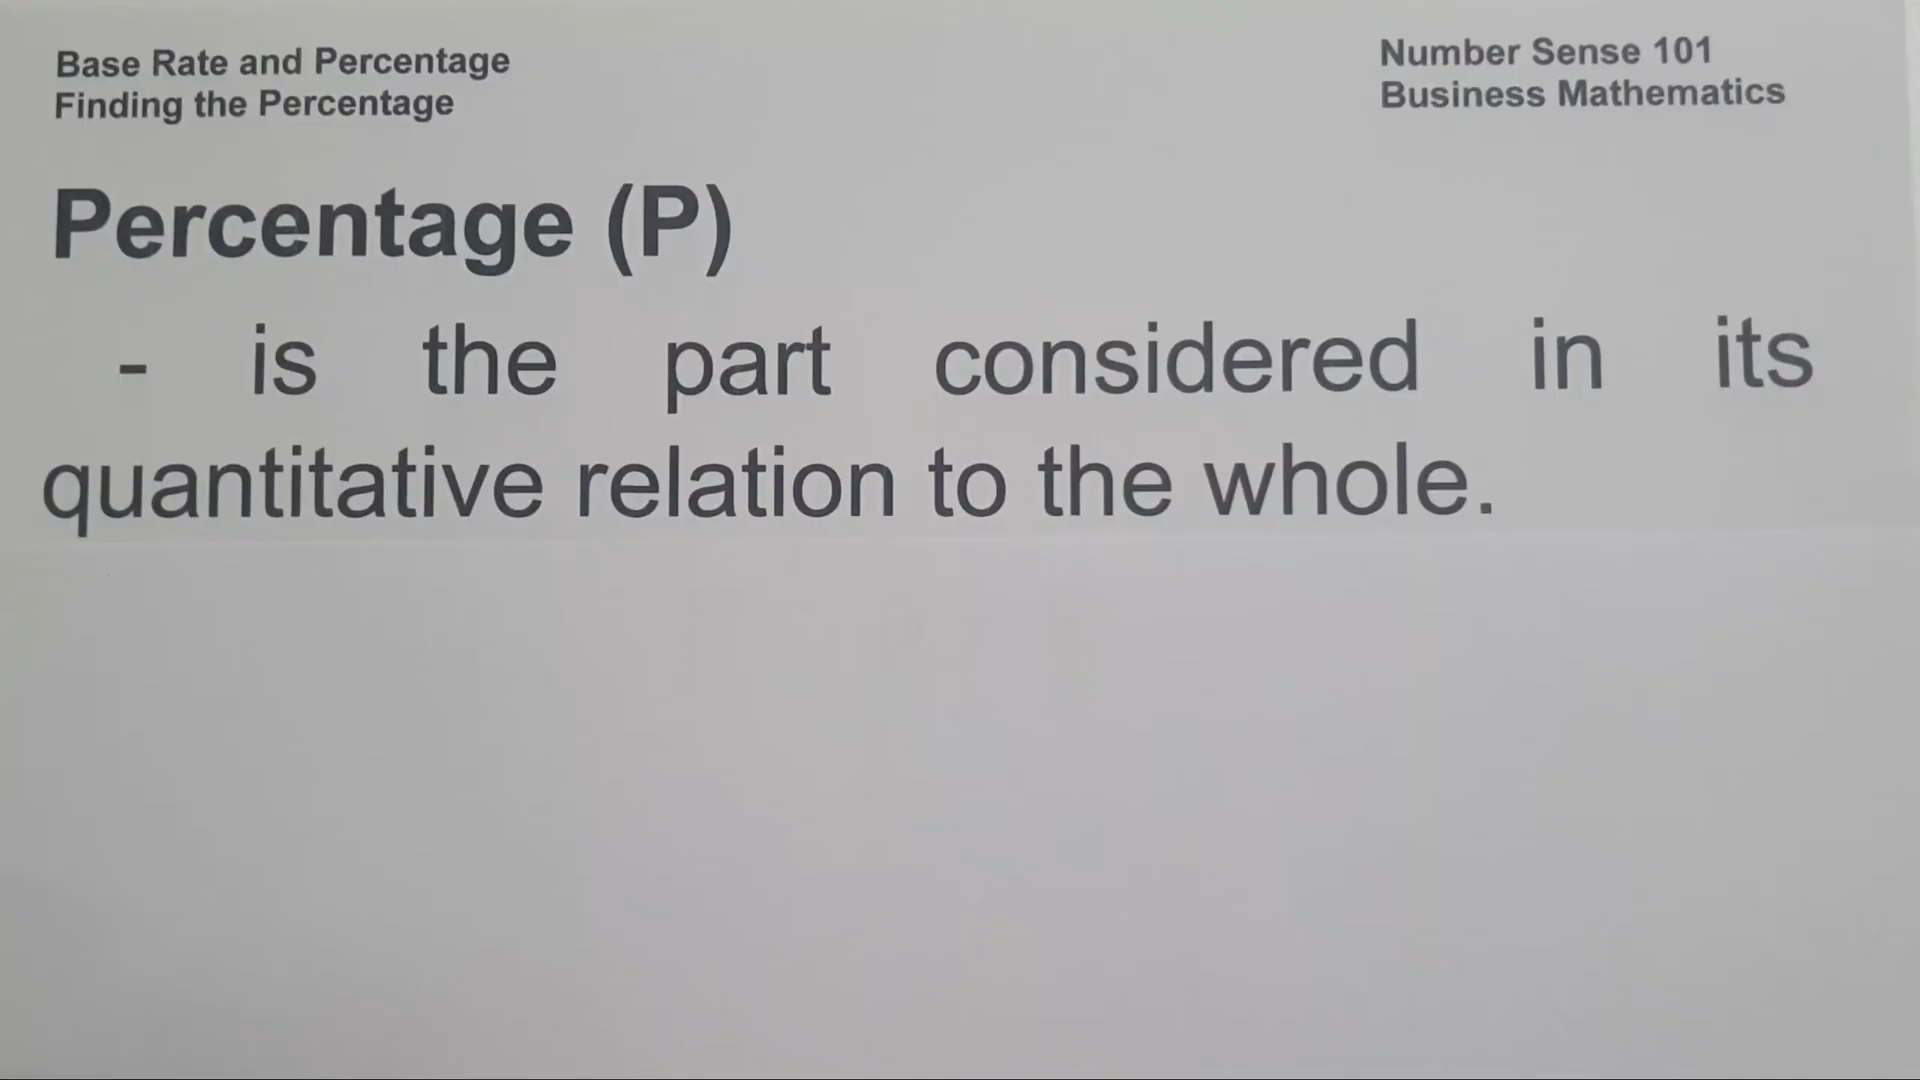 Base Rate and Percentage
Finding the Percentage
Number Sense 101
Business Mathematics
Percentage (P)
- is the part considered in its
quantitative relation to the whole.